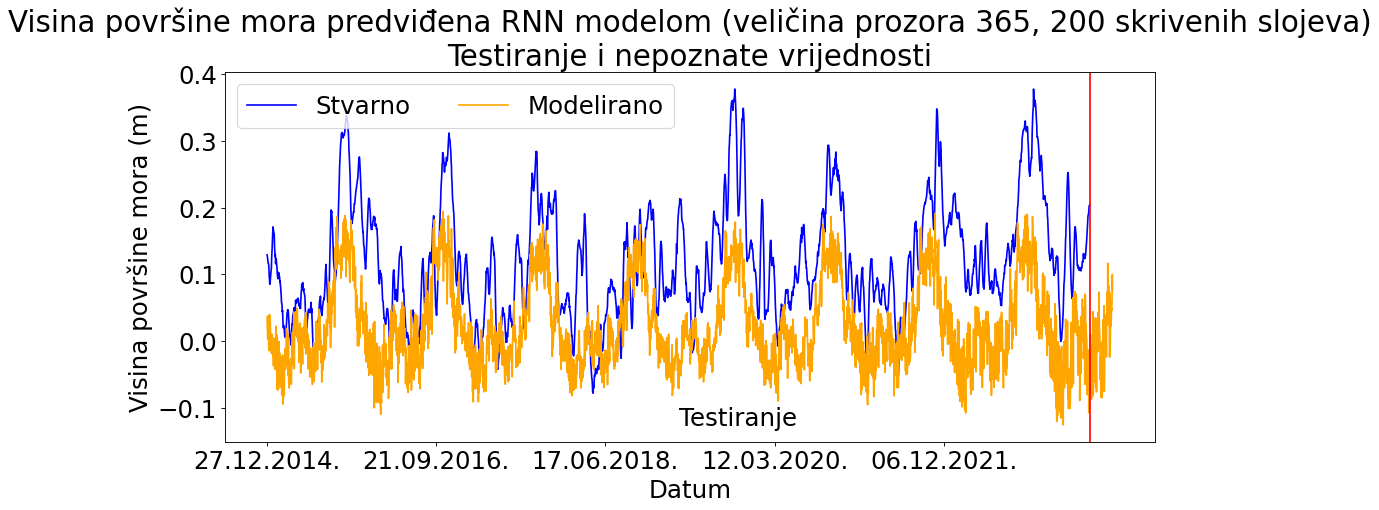 Visina površine mora predviđena RNN modelom (veličina prozora 365, 200 skrivenih slojeva)
Testiranje i nepoznate vrijednosti
Stvarno
Modelirano
Visina površine mora (m)
0.4
0.3
0.2
0.1
0.0
−0.1
Testiranje
27.12.2014.
21.09.2016.
17.06.2018.
12.03.2020.
06.12.2021.
Datum